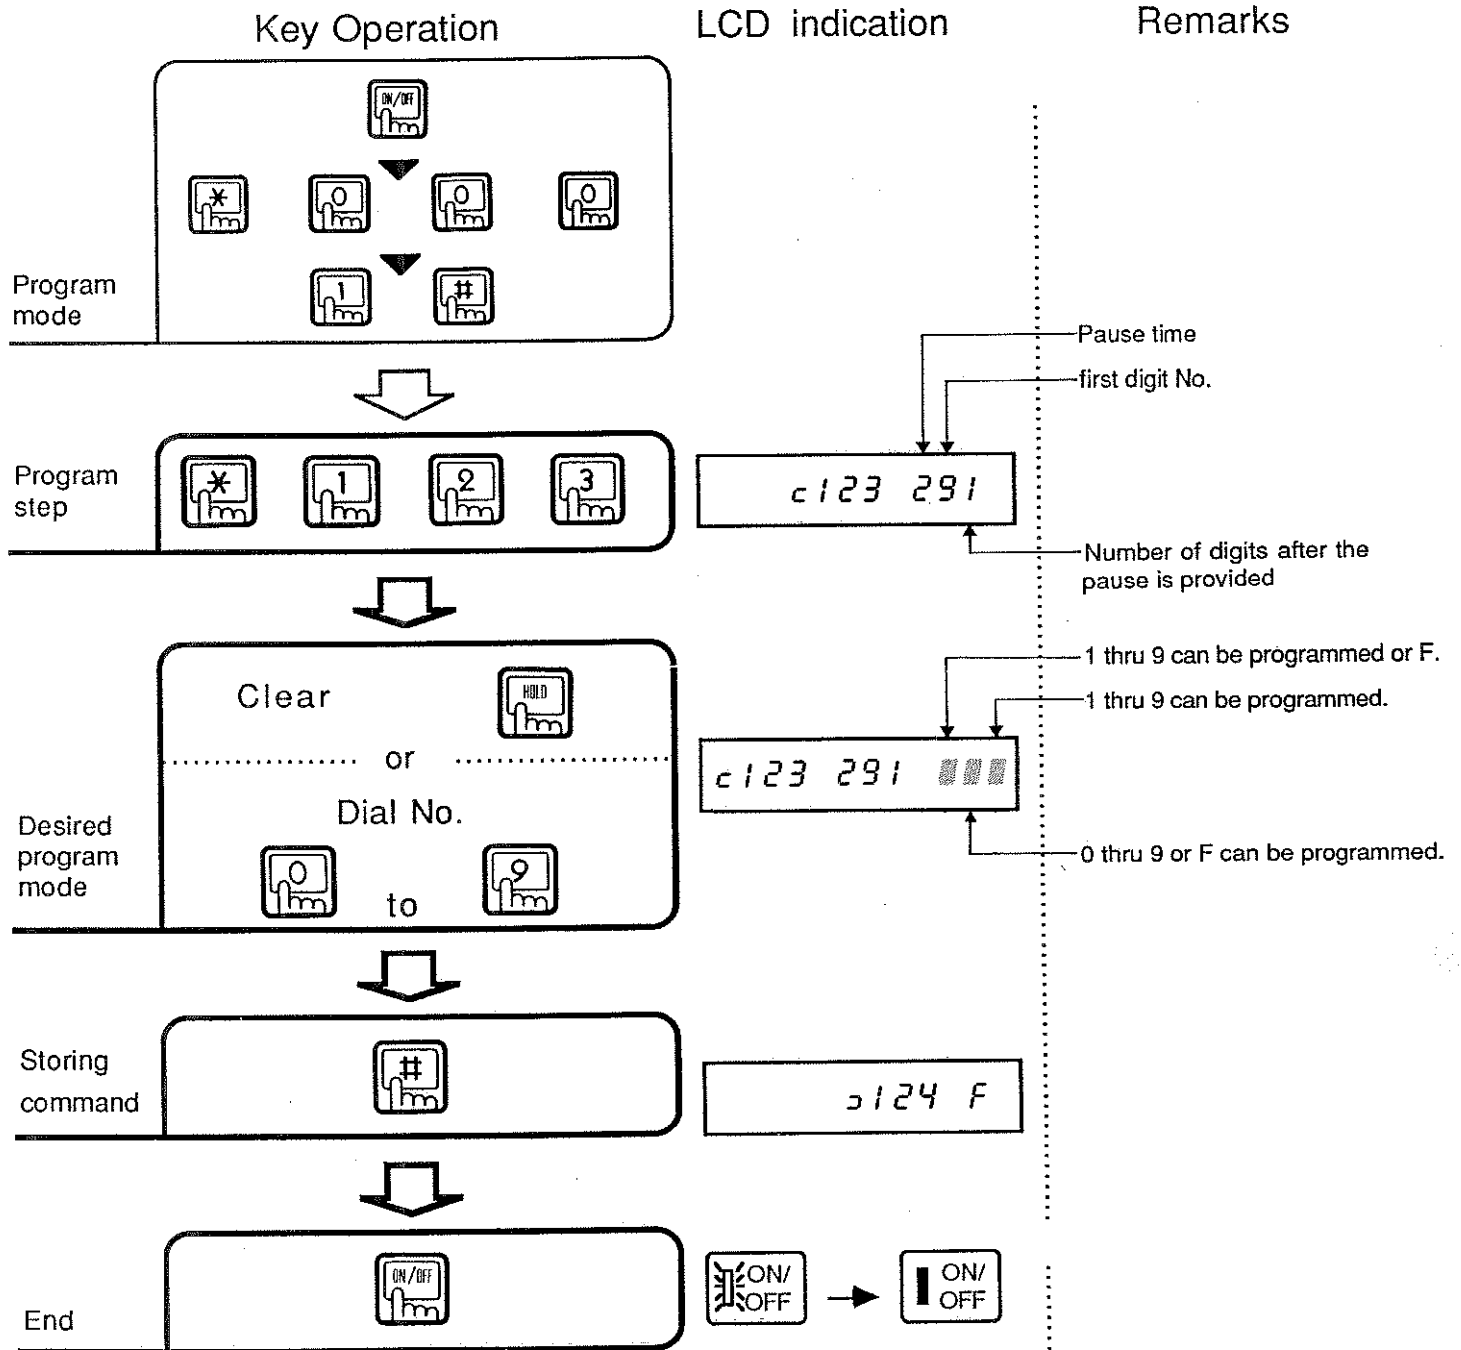 Key Operation LCD indication Remarks
ON/OFF
* 0 0 0
1 #
Program
mode
Pause time
first digit No.
Program
step
* 1 2 3
c123 291
Number of digits after the
pause is provided
1 thru 9 can be programmed or F.
1 thru 9 can be programmed.
Clear HOLD
or
c123 291
Dial No.
Desired
program
mode
0 to 9
0 thru 9 or F can be programmed.
Storing
command
#
ɔ124 F
End
ON/OFF
ON/
OFF
ON/
OFF